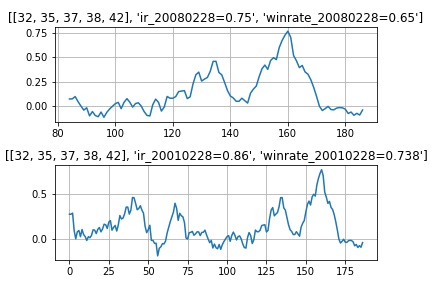 [[32, 35, 37, 38, 42], 'ir_20080228=0.75', 'winrate_20080228=0.65']
0.75
0.50
0.25
0.00
80 100 120 140 160 180
[[32, 35, 37, 38, 42], 'ir_20010228=0.86', 'winrate_20010228=0.738']
0.5
0.0
0 25 50 75 100 125 150 175